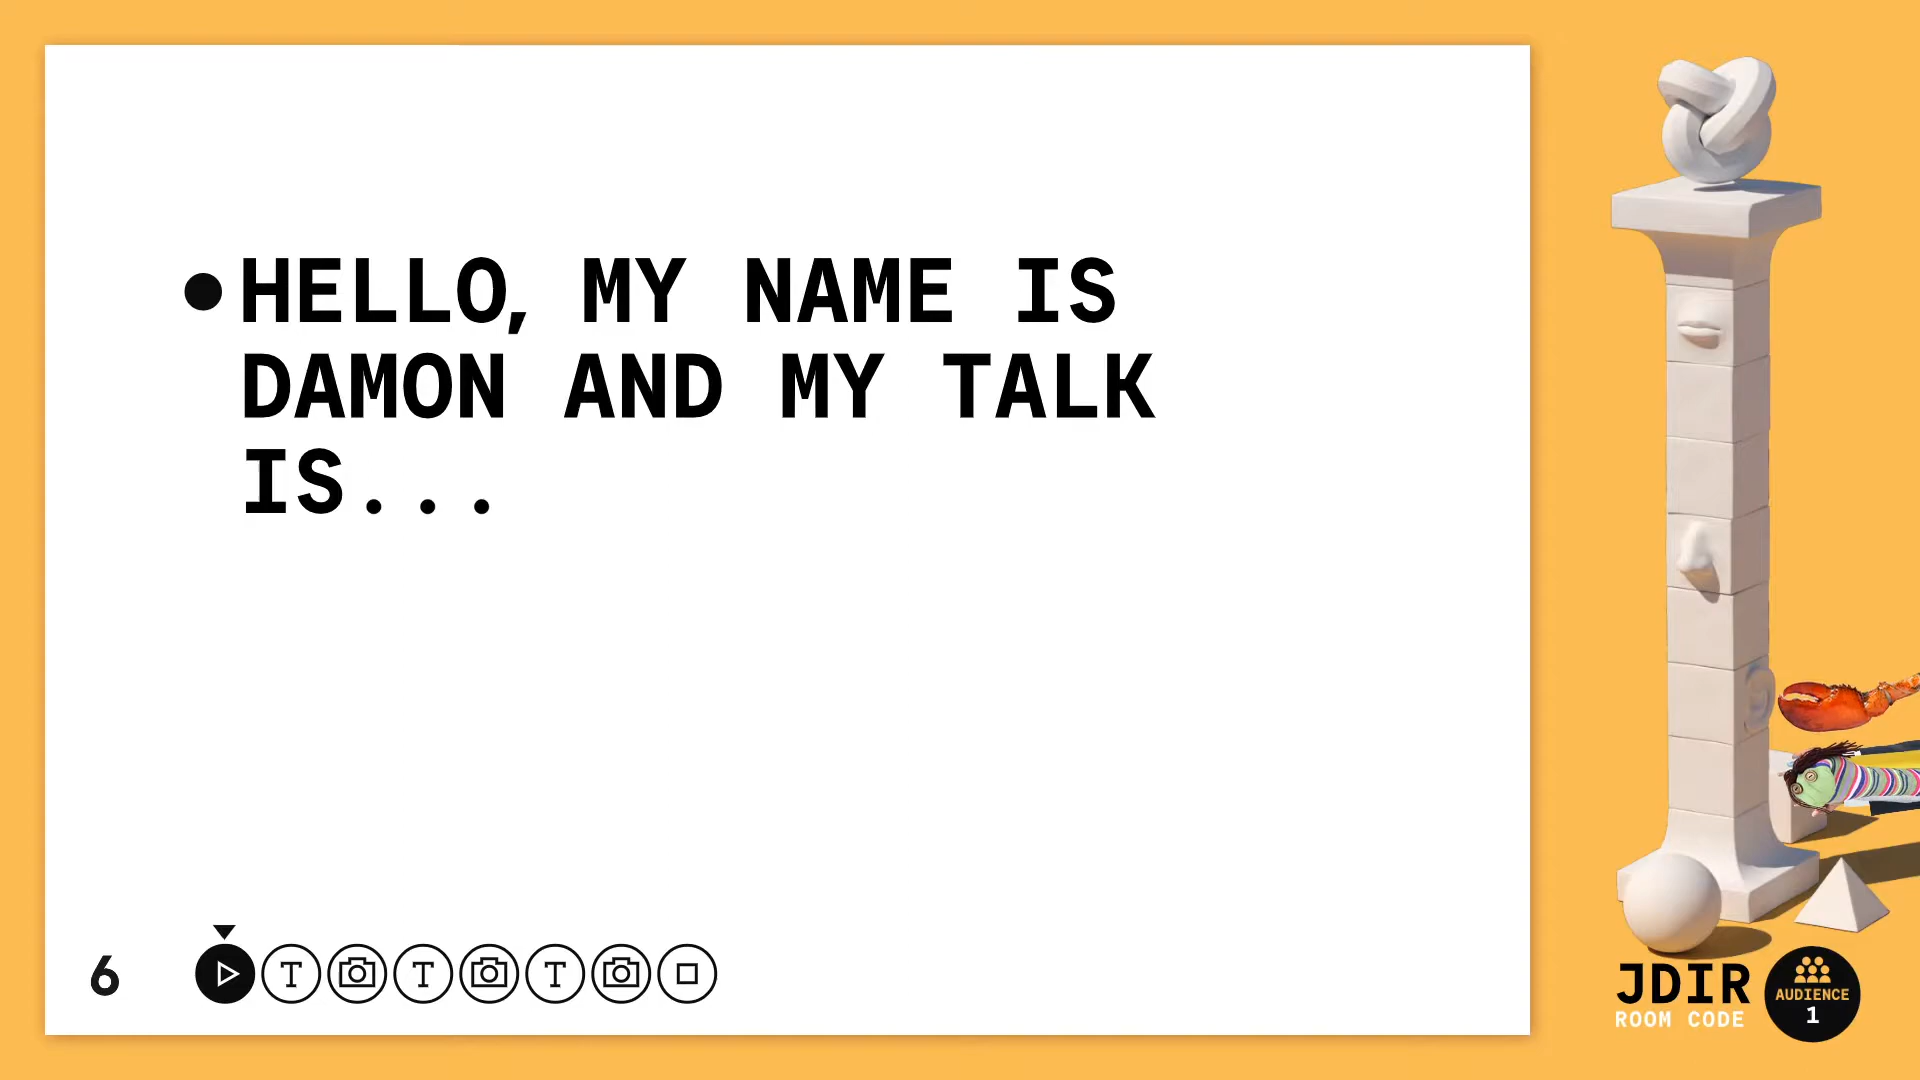 •HELLO, MY NAME IS
DAMON AND MY TALK
IS...
6
T
T
T
JDIR
ROOM CODE
AUDIENCE
1